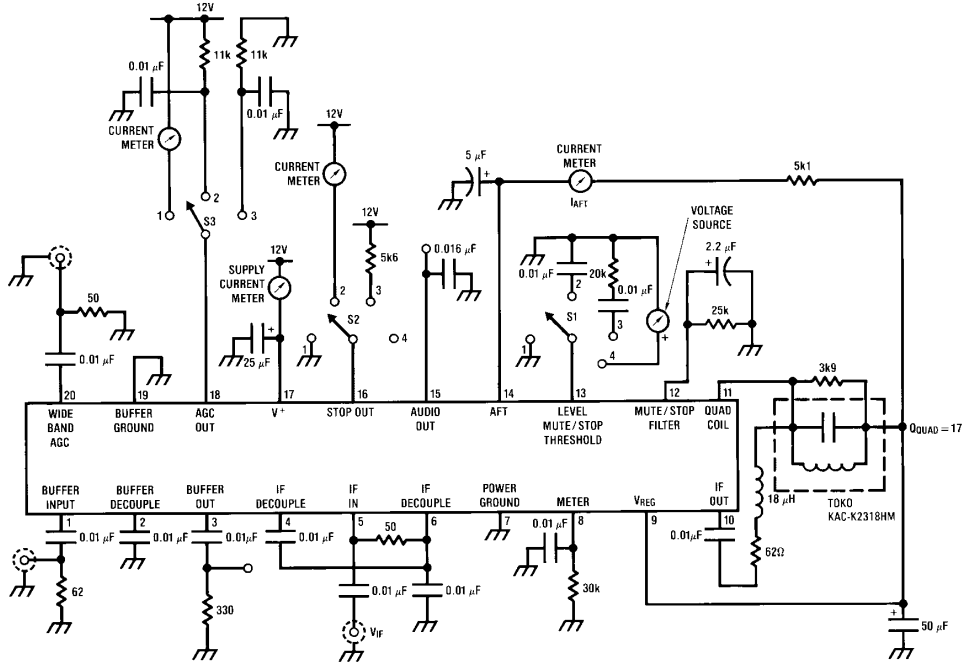 12V
11k
11k
0.01 µF
0.01 µF
CURRENT
METER
1
2
S3
3
12V
CURRENT
METER
12V
5k6
2
3
S2
1
4
12V
SUPPLY
CURRENT
METER
+
25 µF
50
0.01 µF
0.016 µF
5 µF
+
CURRENT
METER
IAFT
5k1
VOLTAGE
SOURCE
+
0.01 µF
20k
0.01 µF
2
S1
3
1
4
2.2 µF
+
25k
3k9
20
19
18
17
16
15
14
13
12
11
WIDE
BAND
AGC
BUFFER
GROUND
AGC
OUT
V+
STOP OUT
AUDIO
OUT
AFT
LEVEL
MUTE/STOP
THRESHOLD
MUTE/STOP
FILTER
QUAD
COIL
QQUAD = 17
18 µH
TOKO
KAC-K2318HM
62Ω
BUFFER
INPUT
BUFFER
DECOUPLE
BUFFER
OUT
IF
DECOUPLE
IF
IN
IF
DECOUPLE
POWER
GROUND
METER
VREG
IF
OUT
1
2
3
4
5
6
7
8
9
10
0.01 µF
0.01 µF
0.01µF
0.01 µF
50
0.01 µF
0.01µF
62
330
0.01 µF
0.01 µF
30k
VIF
+
50 µF